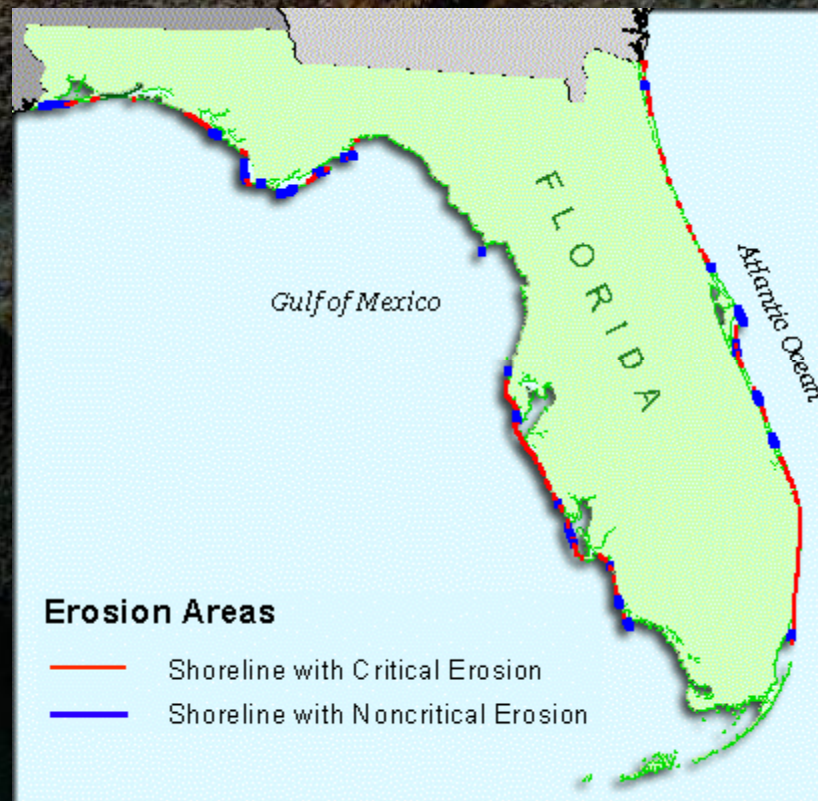 FLORIDA
Atlantic Ocean
Gulf of Mexico
Erosion Areas
Shoreline with Critical Erosion
Shoreline with Noncritical Erosion